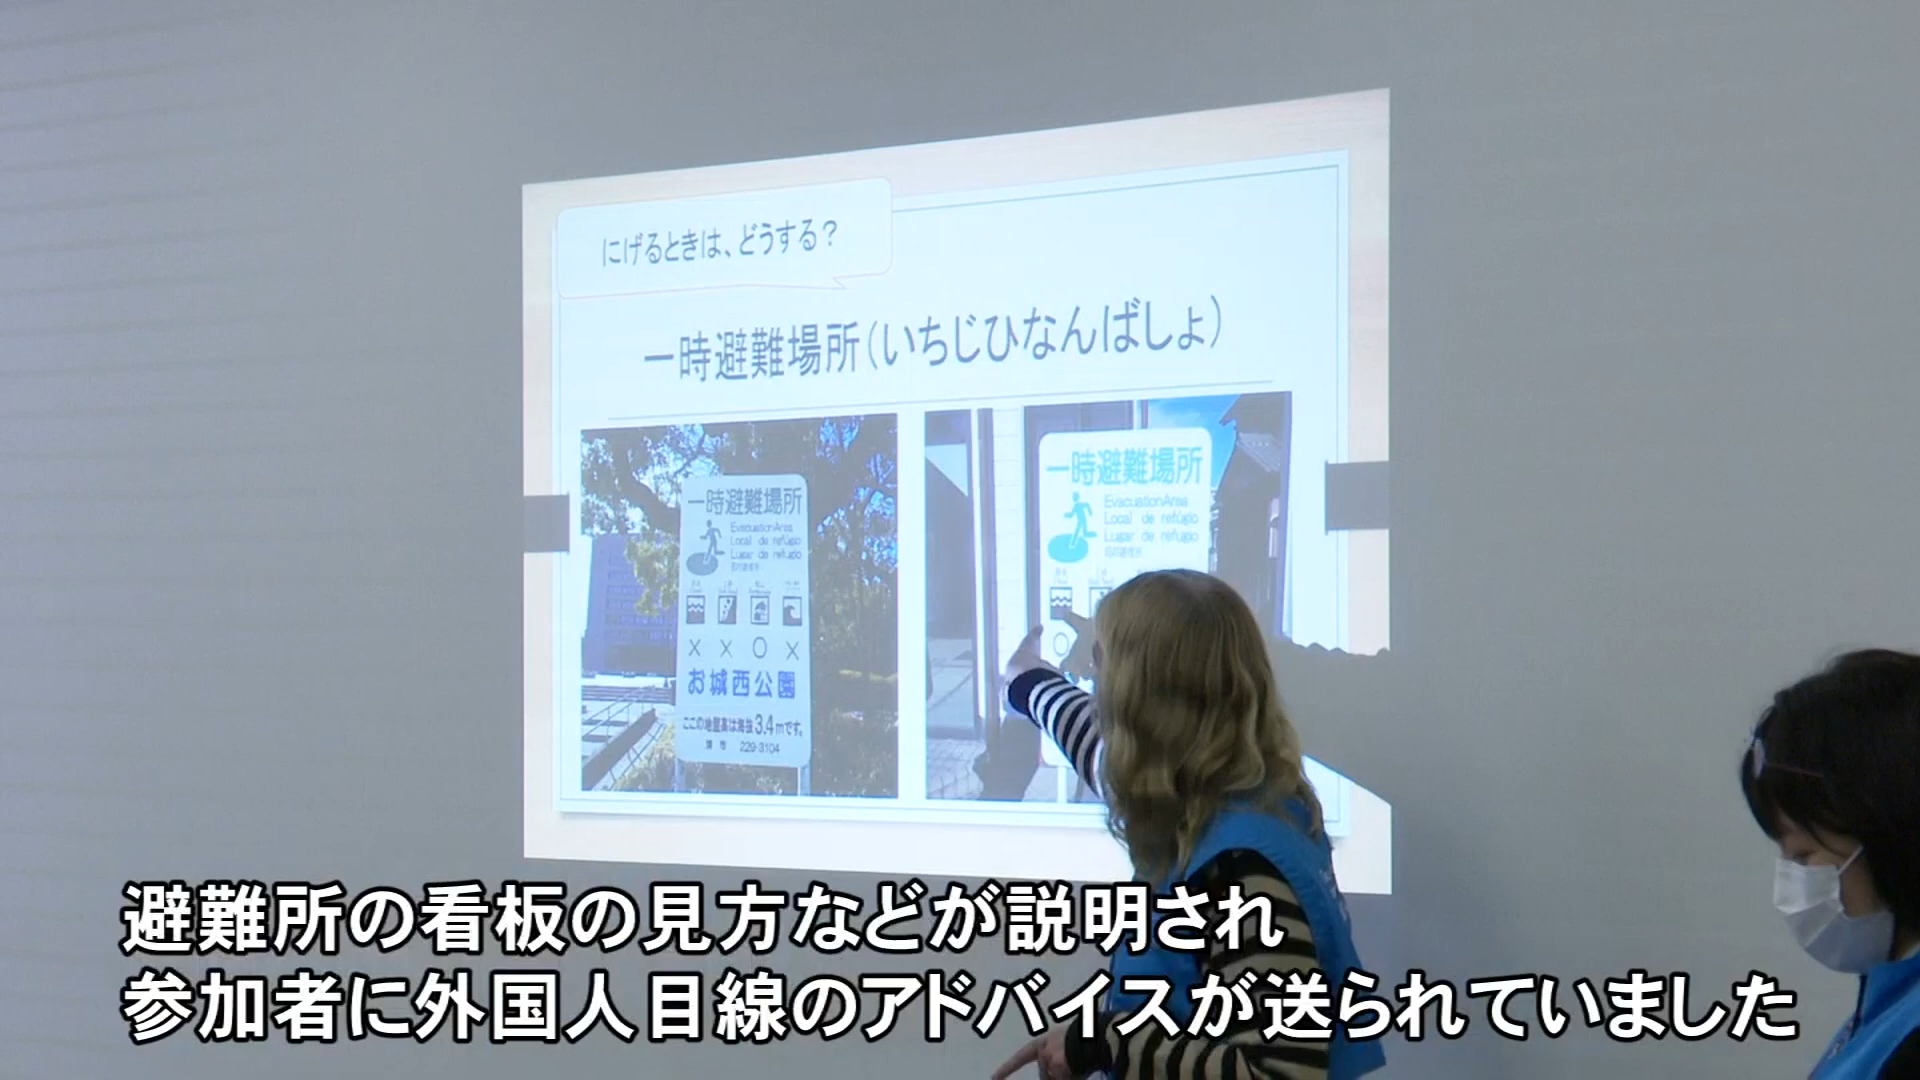 にげるときは、どうする?
一時避難場所(いちじひなんばしょ)
一時避難場所
Evacuation Area
Local de refúgio
Lugar de refugio
× × ○ ×
お城西公園
ここの地盤高は海抜3.4mです。
津市 229-3104
一時避難場所
Evacuation Area
Local de refúgio
Lugar de refugio
○
避難所の看板の見方などが説明され
参加者に外国人目線のアドバイスが送られていました